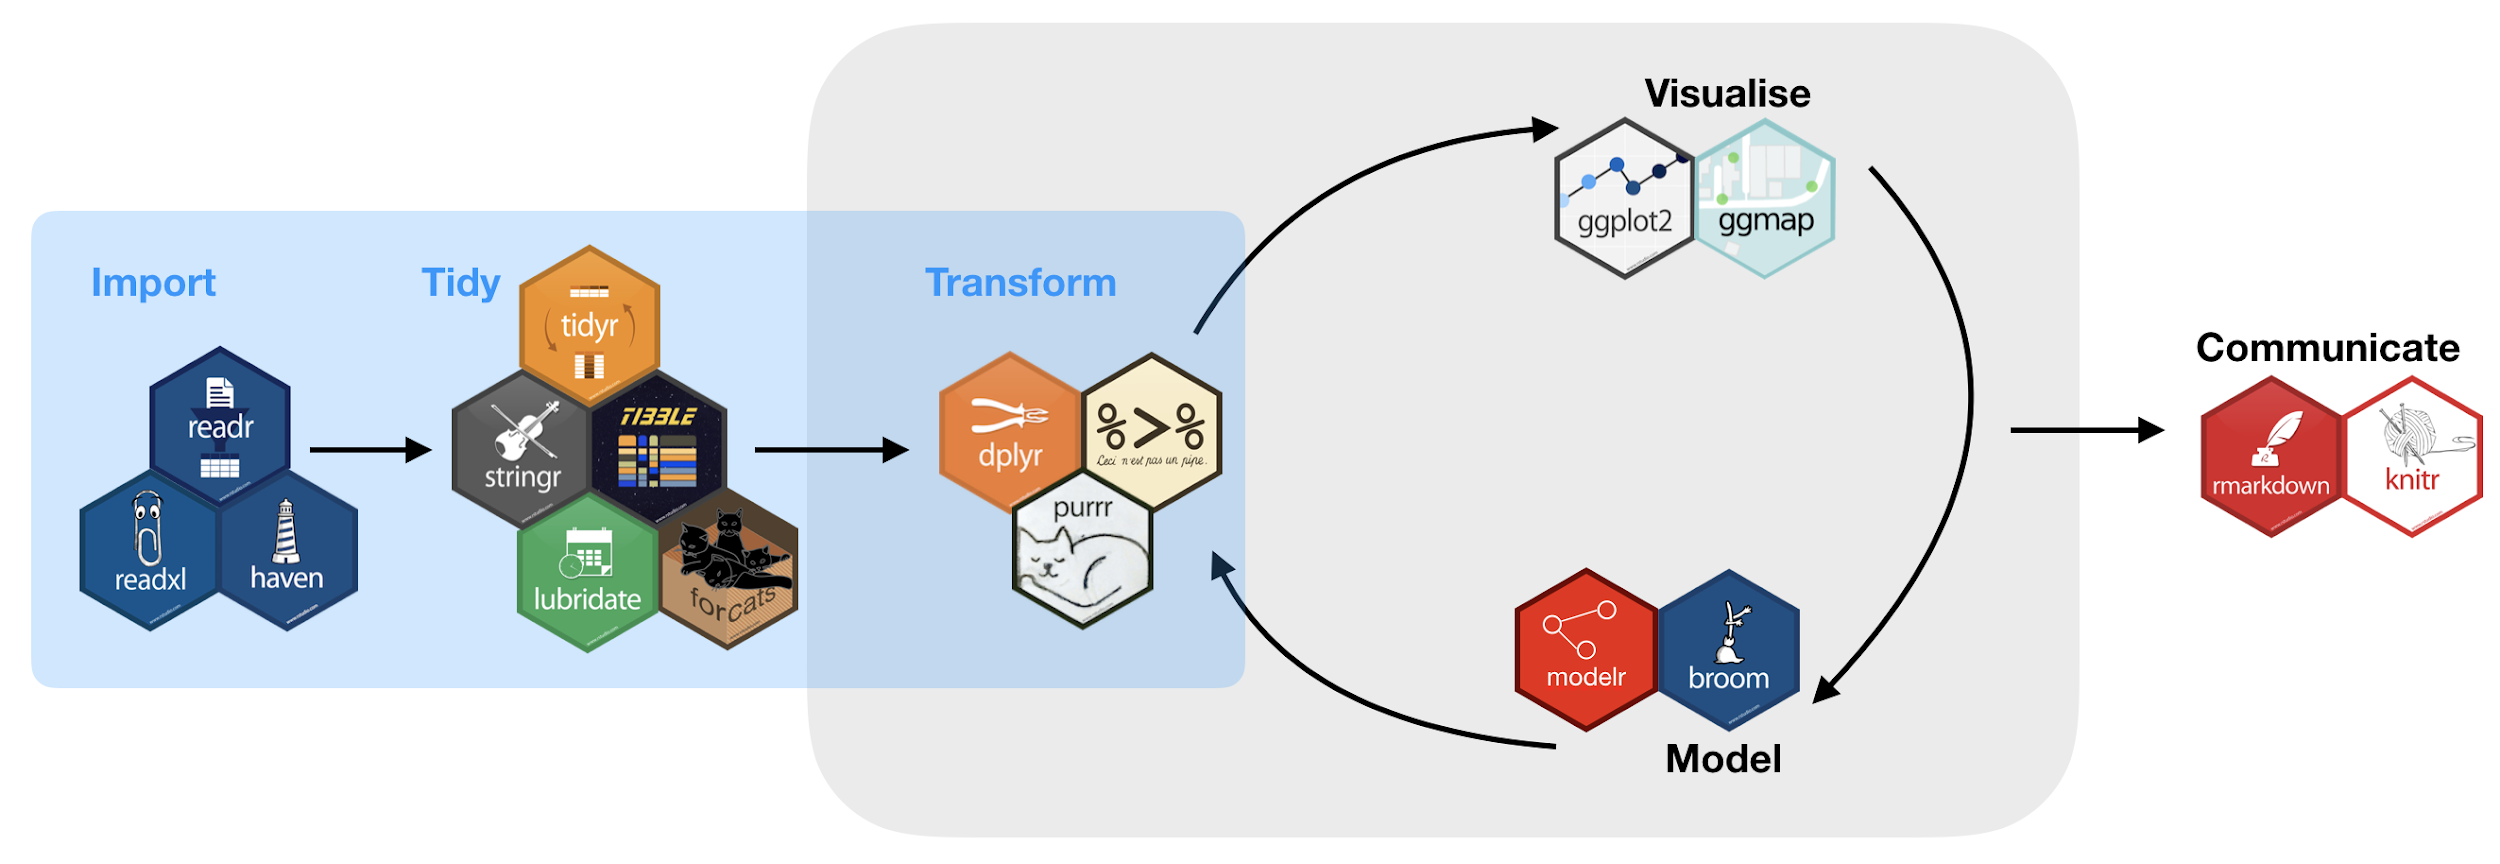 Visualise
ggplot2
ggmap
Import
Tidy
Transform
tidyr
readr
stringr
TIBBLE
dplyr
%>%
Ceci n'est pas un pipe.
purrr
readxl
haven
lubridate
forcats
Communicate
rmarkdown
knitr
modelr
broom
Model